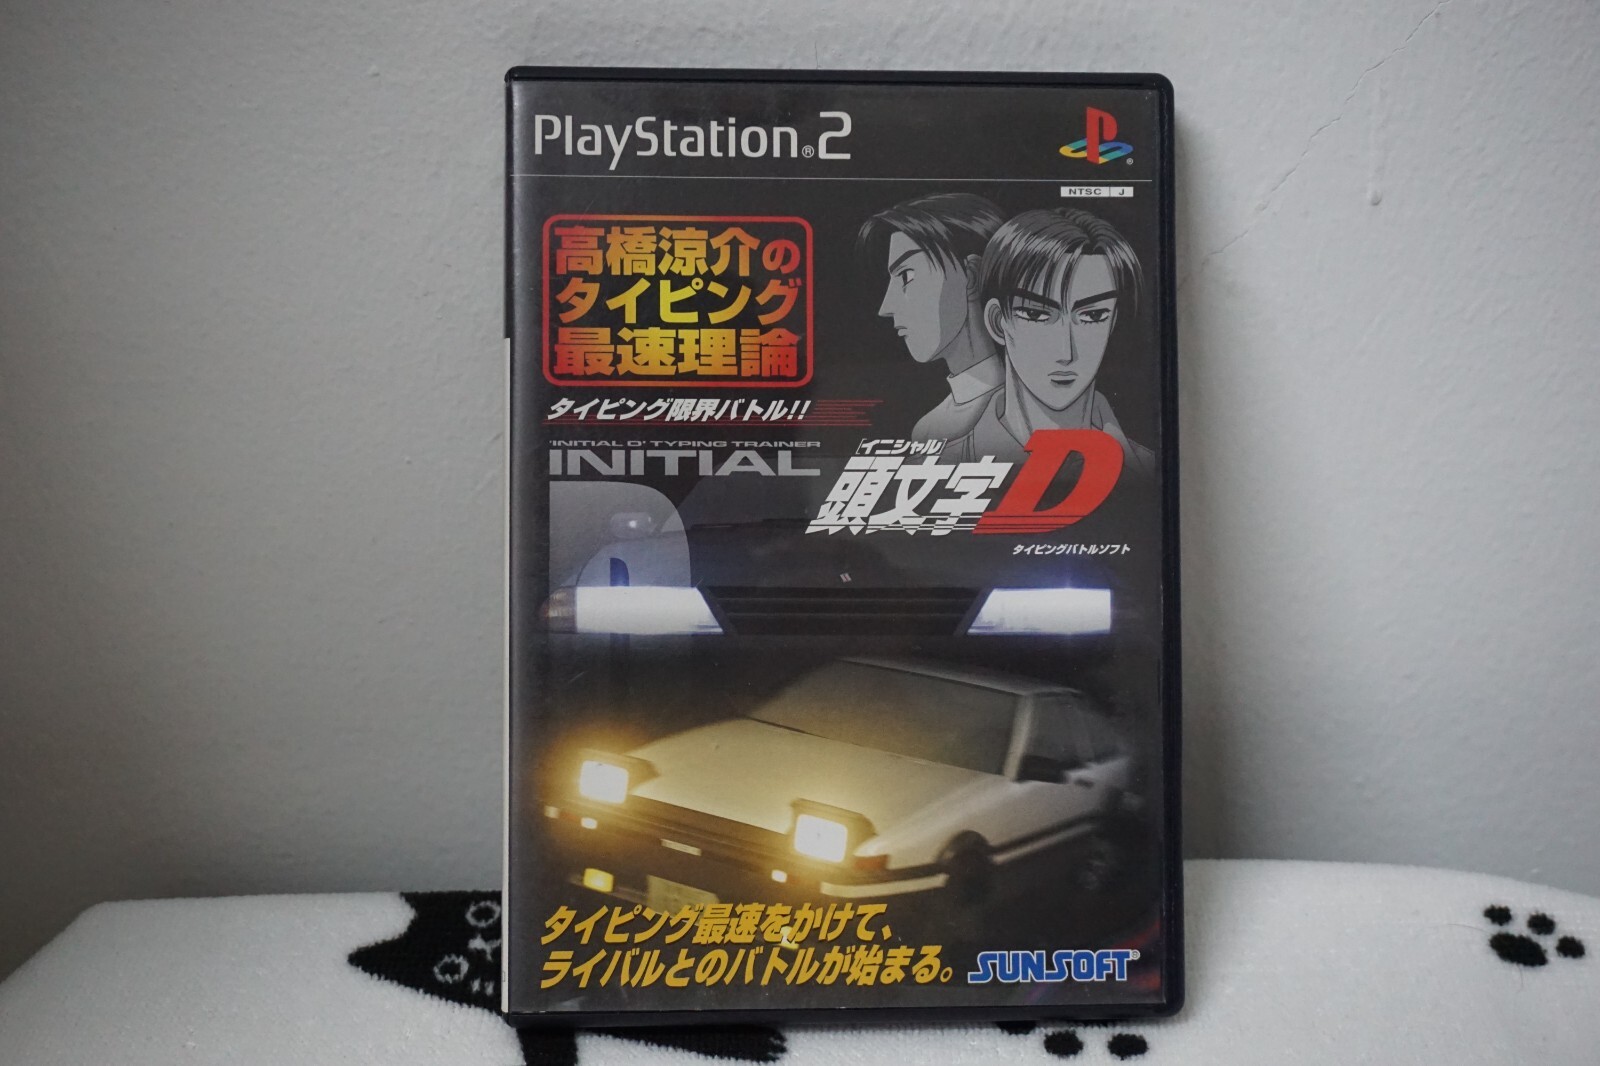 PlayStation®2
NTSC J
高橋涼介の
タイピング
最速理論
タイピング限界バトル!!
'INITIAL D' TYPING TRAINER
INITIAL
D
[イニシャル]
頭文字D
タイピングバトルソフト
タイピング最速をかけて、
ライバルとのバトルが始まる。
SUNSOFT®